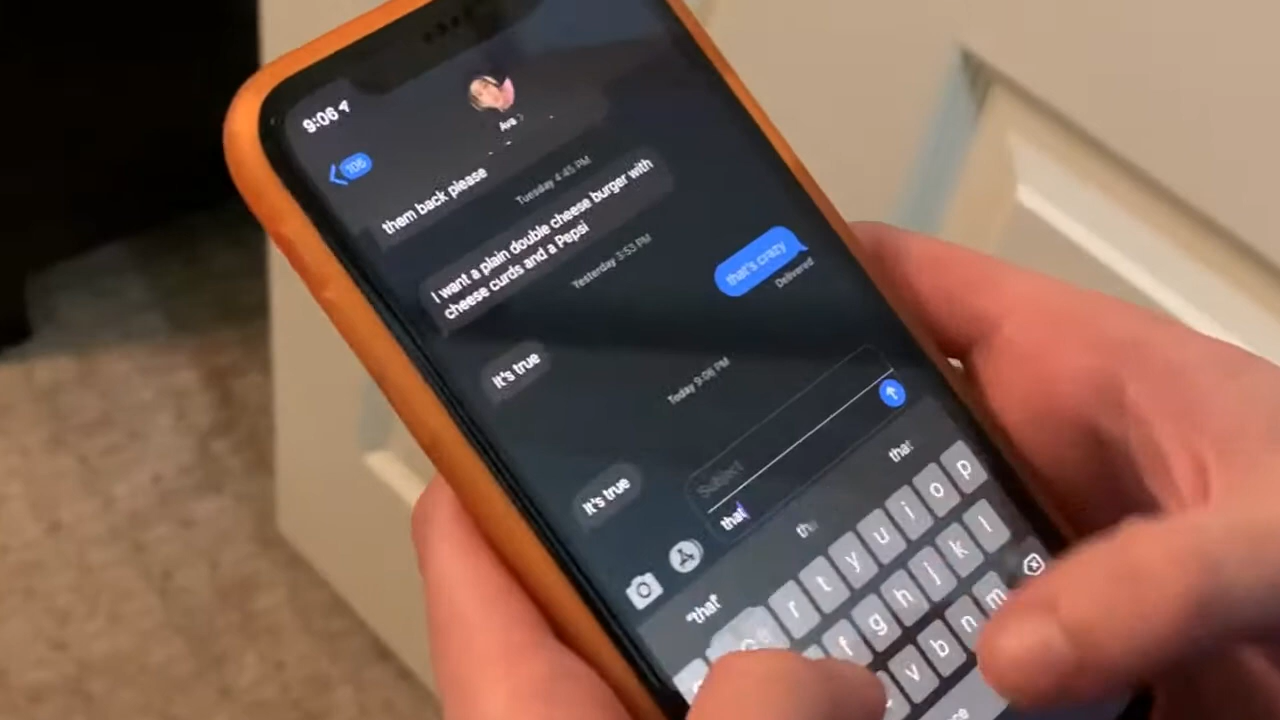 9:06
Ava
106
them back please
Tuesday 4:45 PM
I want a plain double cheese burger with
cheese curds and a Pepsi
Yesterday 3:53 PM
that's crazy
Delivered
It's true
Today 9:06 PM
It's true
Subject
that
"that"
r t y u i o p
f g h j k l
v b n m